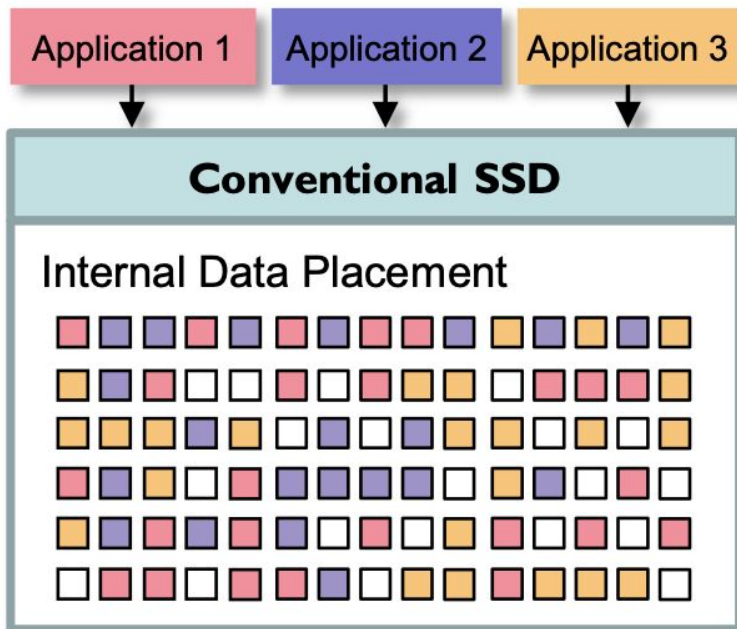 Application 1
Application 2
Application 3
Conventional SSD
Internal Data Placement